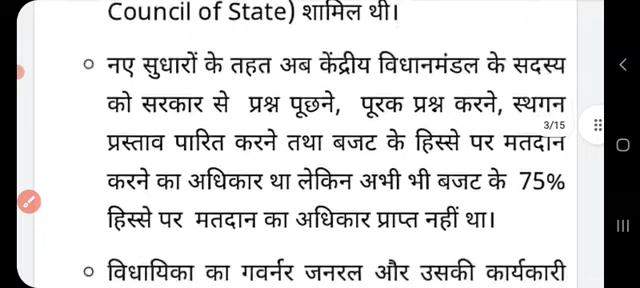 Council of State) शामिल थी।
नए सुधारों के तहत अब केंद्रीय विधानमंडल के सदस्य
को सरकार से प्रश्न पूछने, पूरक प्रश्न करने, स्थगन
3/15
प्रस्ताव पारित करने तथा बजट के हिस्से पर मतदान
करने का अधिकार था लेकिन अभी भी बजट के 75%
हिस्से पर मतदान का अधिकार प्राप्त नहीं था।
विधायिका का गवर्नर जनरल और उसकी कार्यकारी